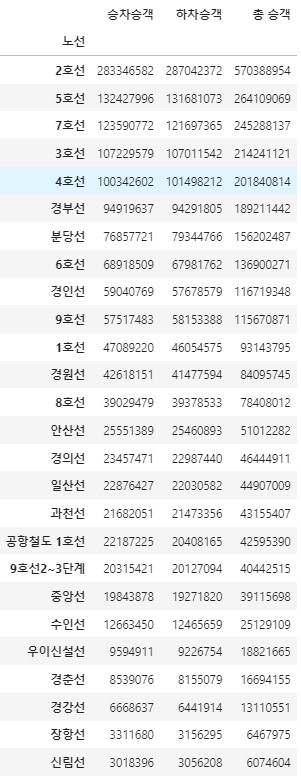 승차승객 하차승객 총 승객
노선
2호선 283346582 287042372 570388954
5호선 132427996 131681073 264109069
7호선 123590772 121697365 245288137
3호선 107229579 107011542 214241121
4호선 100342602 101498212 201840814
경부선 94919637 94291805 189211442
분당선 76857721 79344766 156202487
6호선 68918509 67981762 136900271
경인선 59040769 57678579 116719348
9호선 57517483 58153388 115670871
1호선 47089220 46054575 93143795
경원선 42618151 41477594 84095745
8호선 39029479 39378533 78408012
안산선 25551389 25460893 51012282
경의선 23457471 22987440 46444911
일산선 22876427 22030582 44907009
과천선 21682051 21473356 43155407
공항철도 1호선 22187225 20408165 42595390
9호선2~3단계 20315421 20127094 40442515
중앙선 19843878 19271820 39115698
수인선 12663450 12465659 25129109
우이신설선 9594911 9226754 18821665
경춘선 8539076 8155079 16694155
경강선 6668637 6441914 13110551
장항선 3311680 3156295 6467975
신림선 3018396 3056208 6074604